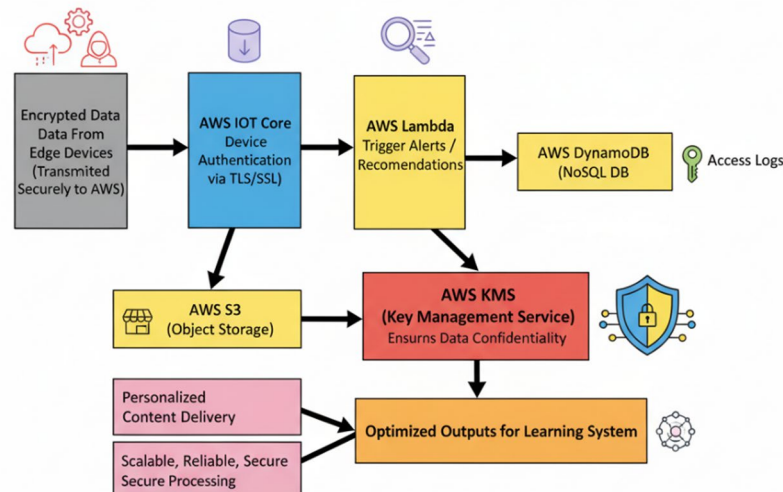 Encrypted Data
Data From
Edge Devices
(Transmited
Securely to AWS)
AWS IOT Core
Device
Authentication
via TLS/SSL)
AWS Lambda
Trigger Alerts /
Recomendations)
AWS DynamoDB
(NoSQL DB
Access Logs
AWS S3
(Object Storage)
AWS KMS
(Key Management Service)
Ensurns Data Confidentiality
Personalized
Content Delivery
Optimized Outputs for Learning System
Scalable, Reliable, Secure
Secure Processing